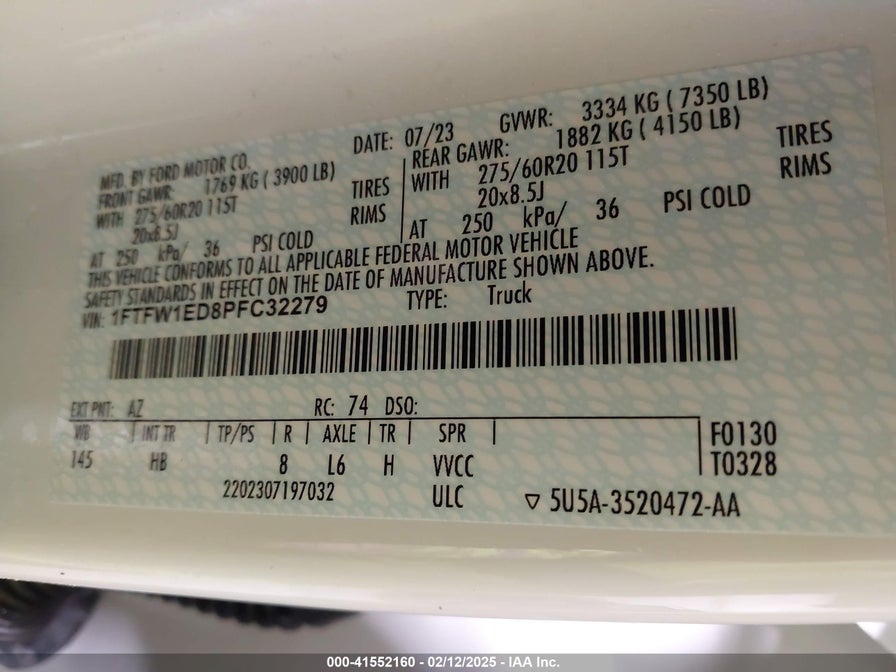 MFD. BY FORD MOTOR CO.
DATE: 07/23 GVWR: 3334 KG ( 7350 LB)
FRONT GAWR: 1769 KG ( 3900 LB)
REAR GAWR: 1882 KG ( 4150 LB)
WITH 275/60R20 115T TIRES
WITH 275/60R20 115T TIRES
20x8.5J RIMS
20x8.5J RIMS
AT 250 kPa/ 36 PSI COLD
AT 250 kPa/ 36 PSI COLD
THIS VEHICLE CONFORMS TO ALL APPLICABLE FEDERAL MOTOR VEHICLE
SAFETY STANDARDS IN EFFECT ON THE DATE OF MANUFACTURE SHOWN ABOVE.
VIN: 1FTFW1ED8PFC32279 TYPE: Truck
EXT PNT: AZ RC: 74 DSO:
WB INT TR TP/PS R AXLE TR SPR F0130
145 HB 8 L6 H VVCC T0328
2202307197032 ULC ▽ 5U5A-3520472-AA
000-41552160 - 02/12/2025 - IAA Inc.